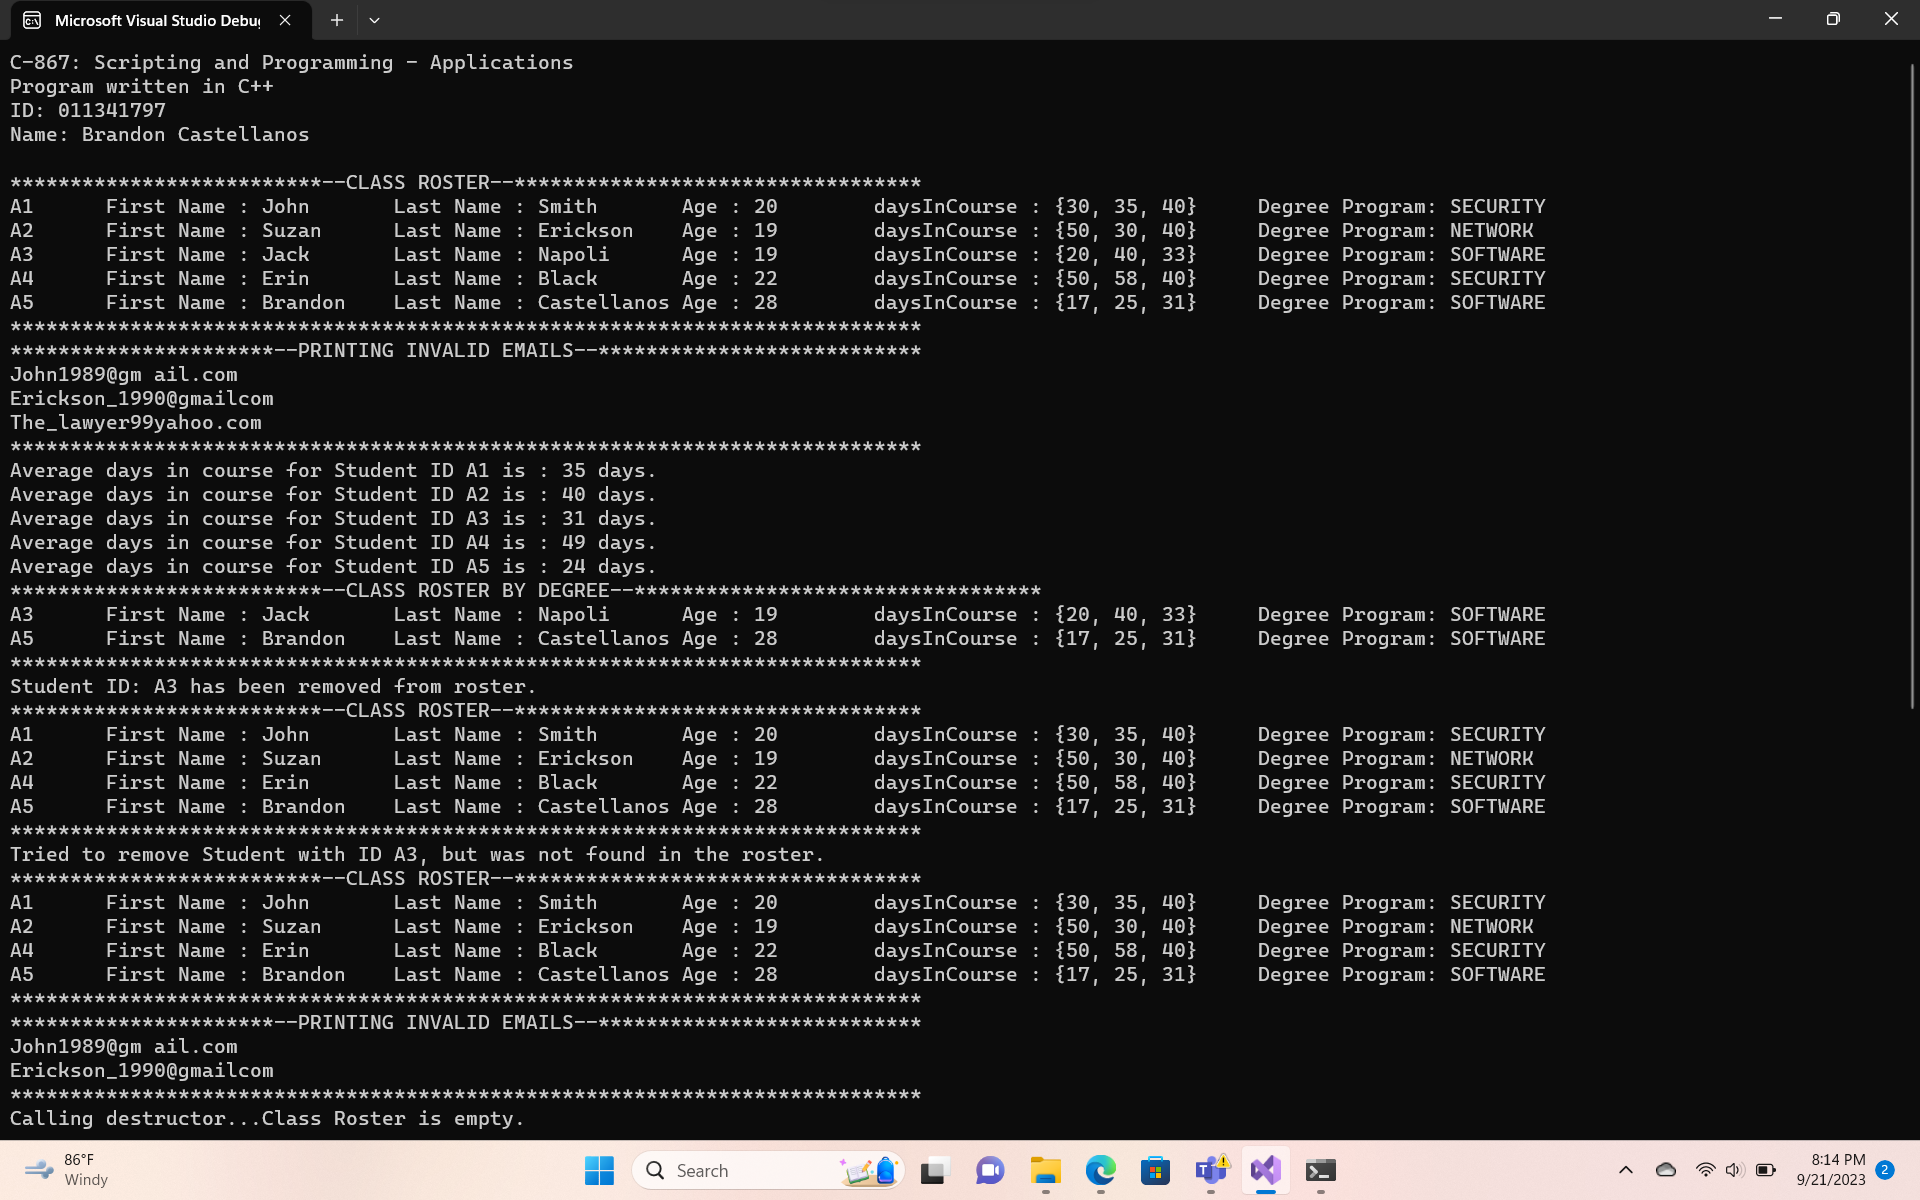 Microsoft Visual Studio Debug
C-867: Scripting and Programming - Applications
Program written in C++
ID: 011341797
Name: Brandon Castellanos
**************************--CLASS ROSTER--**********************************
A1 First Name : John Last Name : Smith Age : 20 daysInCourse : {30, 35, 40} Degree Program: SECURITY
A2 First Name : Suzan Last Name : Erickson Age : 19 daysInCourse : {50, 30, 40} Degree Program: NETWORK
A3 First Name : Jack Last Name : Napoli Age : 19 daysInCourse : {20, 40, 33} Degree Program: SOFTWARE
A4 First Name : Erin Last Name : Black Age : 22 daysInCourse : {50, 58, 40} Degree Program: SECURITY
A5 First Name : Brandon Last Name : Castellanos Age : 28 daysInCourse : {17, 25, 31} Degree Program: SOFTWARE
****************************************************************************
**********************--PRINTING INVALID EMAILS--***************************
John1989@gm ail.com
Erickson_1990@gmailcom
The_lawyer99yahoo.com
****************************************************************************
Average days in course for Student ID A1 is : 35 days.
Average days in course for Student ID A2 is : 40 days.
Average days in course for Student ID A3 is : 31 days.
Average days in course for Student ID A4 is : 49 days.
Average days in course for Student ID A5 is : 24 days.
**************************--CLASS ROSTER BY DEGREE--**********************************
A3 First Name : Jack Last Name : Napoli Age : 19 daysInCourse : {20, 40, 33} Degree Program: SOFTWARE
A5 First Name : Brandon Last Name : Castellanos Age : 28 daysInCourse : {17, 25, 31} Degree Program: SOFTWARE
****************************************************************************
Student ID: A3 has been removed from roster.
**************************--CLASS ROSTER--**********************************
A1 First Name : John Last Name : Smith Age : 20 daysInCourse : {30, 35, 40} Degree Program: SECURITY
A2 First Name : Suzan Last Name : Erickson Age : 19 daysInCourse : {50, 30, 40} Degree Program: NETWORK
A4 First Name : Erin Last Name : Black Age : 22 daysInCourse : {50, 58, 40} Degree Program: SECURITY
A5 First Name : Brandon Last Name : Castellanos Age : 28 daysInCourse : {17, 25, 31} Degree Program: SOFTWARE
****************************************************************************
Tried to remove Student with ID A3, but was not found in the roster.
**************************--CLASS ROSTER--**********************************
A1 First Name : John Last Name : Smith Age : 20 daysInCourse : {30, 35, 40} Degree Program: SECURITY
A2 First Name : Suzan Last Name : Erickson Age : 19 daysInCourse : {50, 30, 40} Degree Program: NETWORK
A4 First Name : Erin Last Name : Black Age : 22 daysInCourse : {50, 58, 40} Degree Program: SECURITY
A5 First Name : Brandon Last Name : Castellanos Age : 28 daysInCourse : {17, 25, 31} Degree Program: SOFTWARE
****************************************************************************
**********************--PRINTING INVALID EMAILS--***************************
John1989@gm ail.com
Erickson_1990@gmailcom
****************************************************************************
Calling destructor...Class Roster is empty.
86°F
Windy
Search
8:14 PM
9/21/2023
2